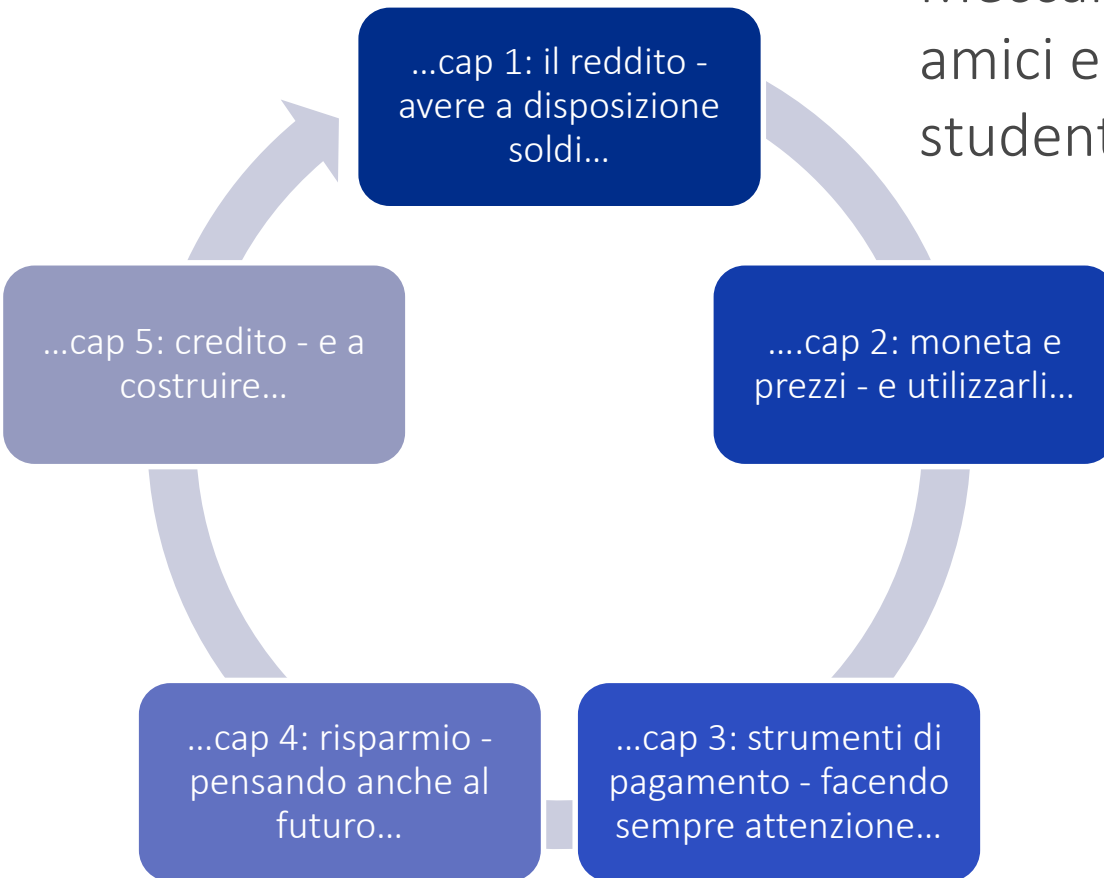 amici e
student
...cap 1: il reddito -
avere a disposizione
soldi...
....cap 2: moneta e
prezzi - e utilizzarli...
...cap 3: strumenti di
pagamento - facendo
sempre attenzione...
...cap 4: risparmio -
pensando anche al
futuro...
...cap 5: credito - e a
costruire...